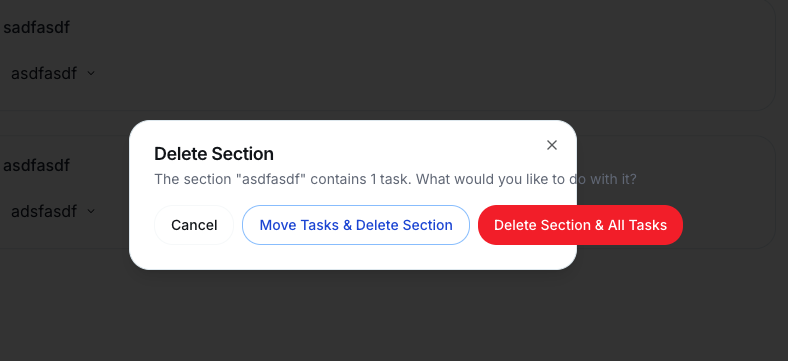 sadfasdf
asdfasdf
Delete Section
The section "asdfasdf" contains 1 task. What would you like to do with it?
Cancel Move Tasks & Delete Section Delete Section & All Tasks
asdfasdf
adsfasdf